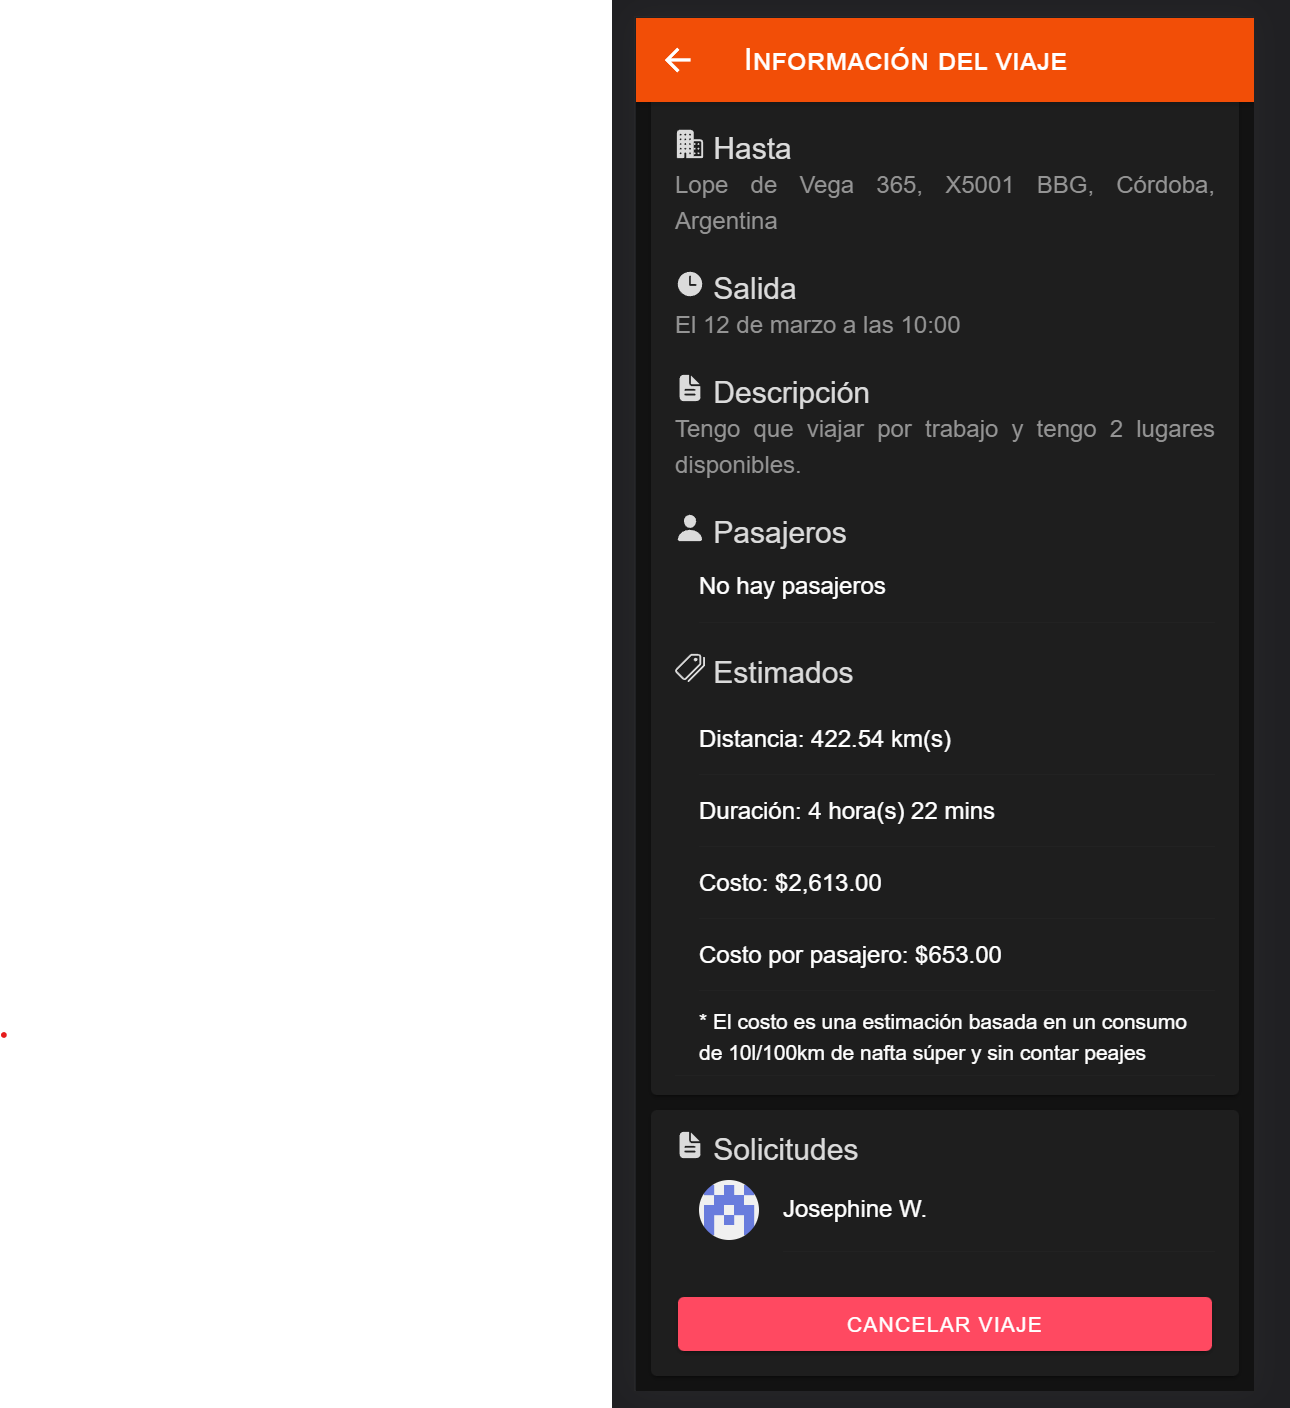 INFORMACIÓN DEL VIAJE
Hasta
Lope de Vega 365, X5001 BBG, Córdoba,
Argentina
Salida
El 12 de marzo a las 10:00
Descripción
Tengo que viajar por trabajo y tengo 2 lugares
disponibles.
Pasajeros
No hay pasajeros
Estimados
Distancia: 422.54 km(s)
Duración: 4 hora(s) 22 mins
Costo: $2,613.00
Costo por pasajero: $653.00
* El costo es una estimación basada en un consumo
de 10l/100km de nafta súper y sin contar peajes
Solicitudes
Josephine W.
CANCELAR VIAJE